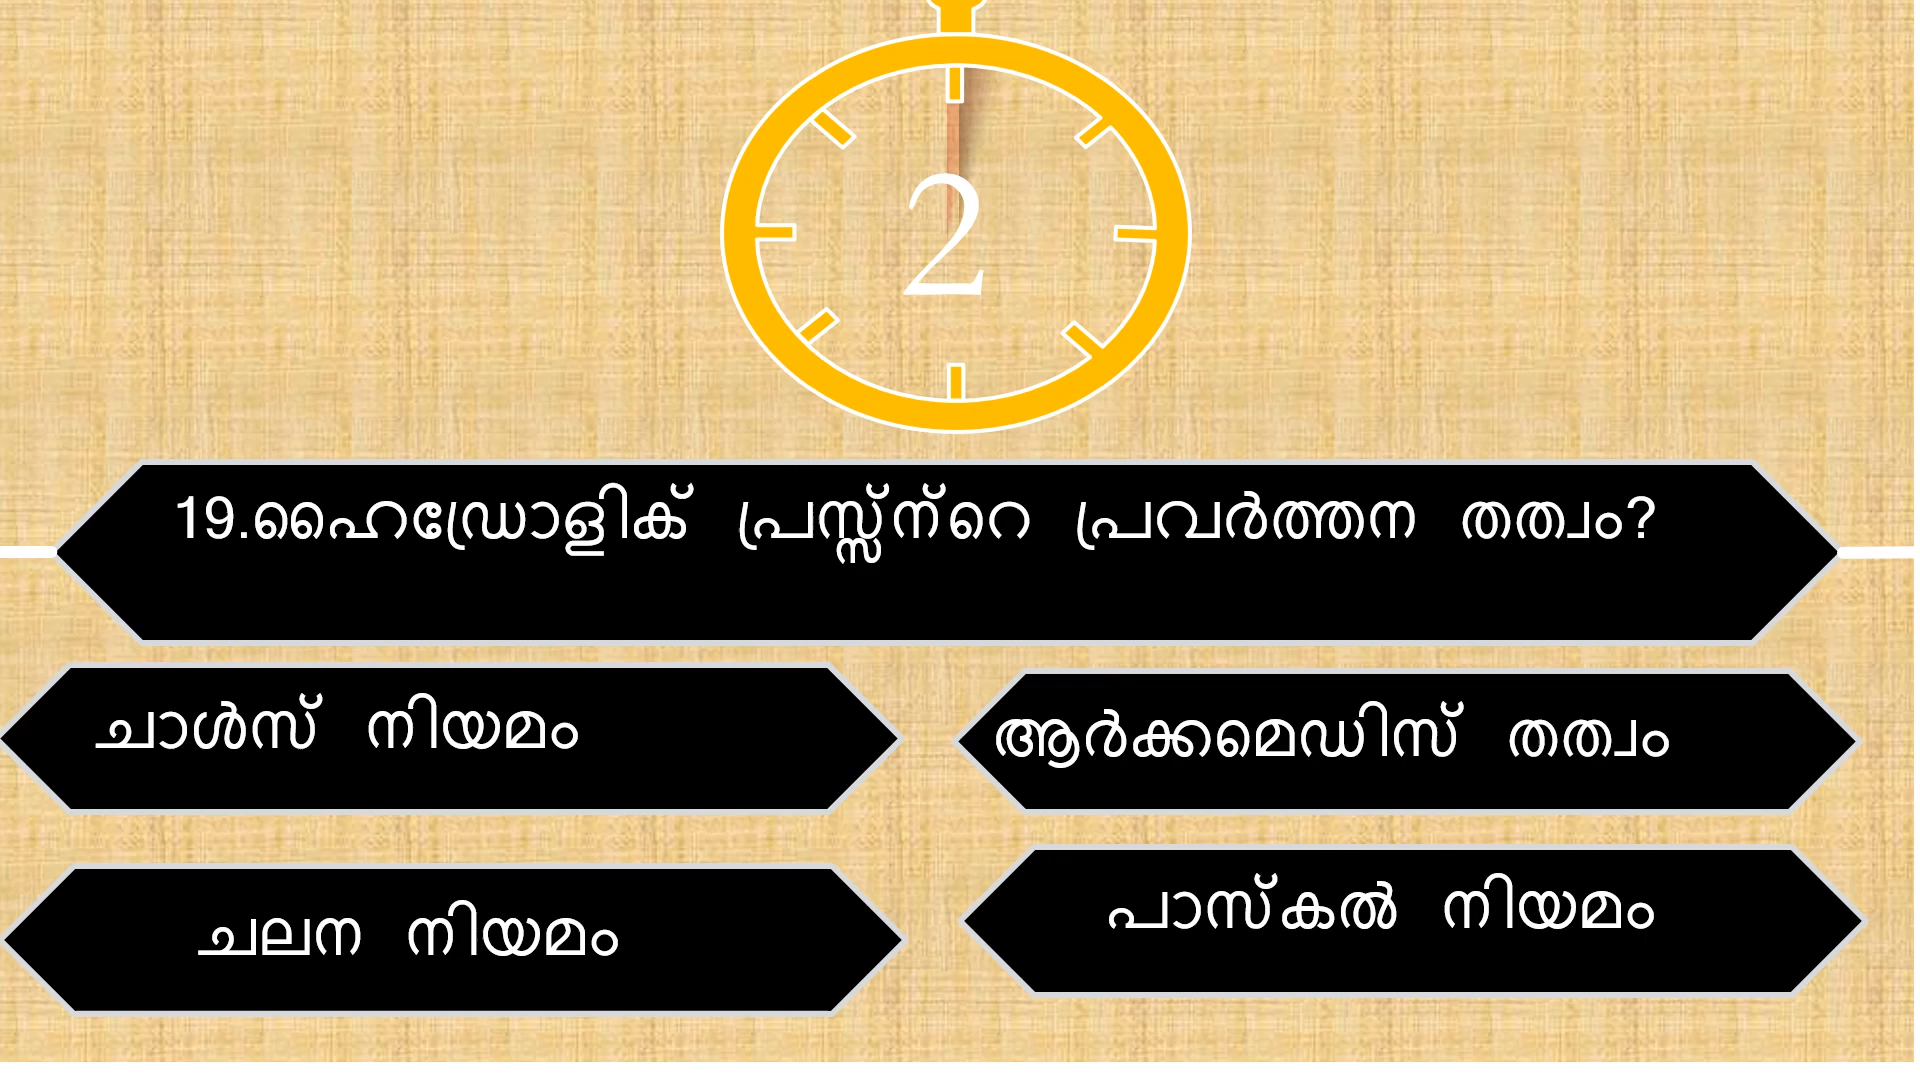 2
19.ഹൈഡ്രോളിക് പ്രസ്സ്ന്റെ പ്രവർത്തന തത്വം?
ചാൾസ് നിയമം
ആർക്കമെഡിസ് തത്വം
ചലന നിയമം
പാസ്കൽ നിയമം